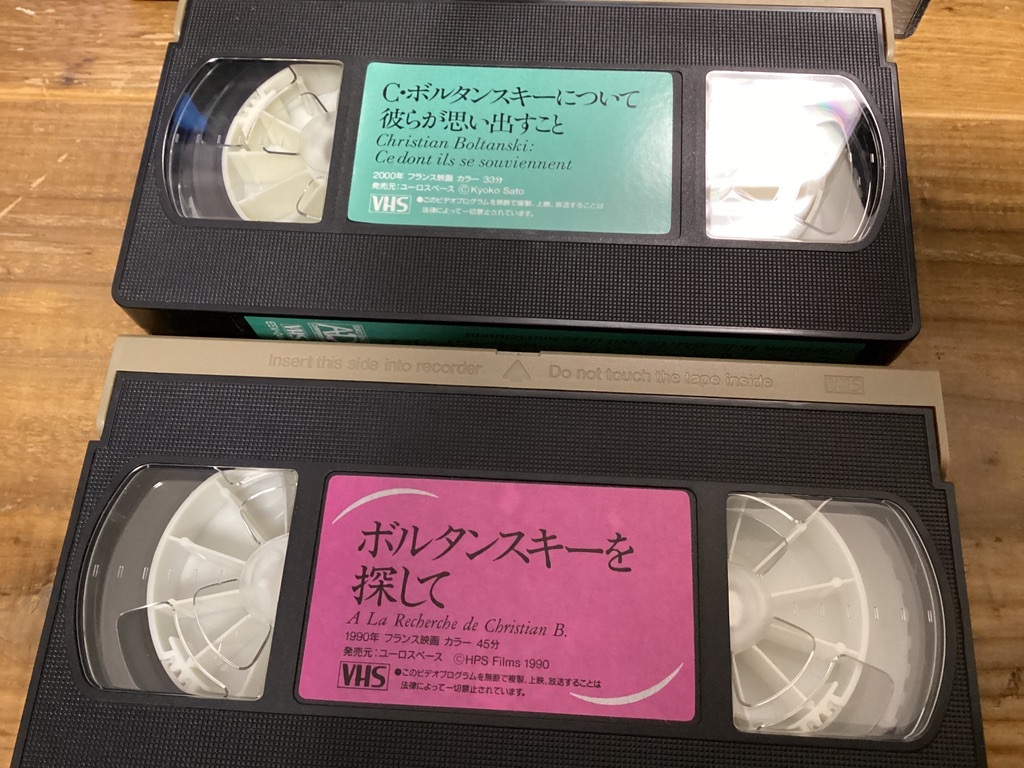 C・ボルタンスキーについて
彼らが思い出すこと
Christian Boltanski:
Ce dont ils se souviennent
2000年 フランス映画 カラー 33分
発売元：ユーロスペース ©Kyoko Sato
VHS ●このビデオプログラムを無断で複製、上映、放送することは
法律によって一切禁止されています。
Insert this side into recorder Do not touch the tape inside VHS
ボルタンスキーを
探して
A La Recherche de Christian B.
1990年 フランス映画 カラー 45分
発売元：ユーロスペース ©HPS Films 1990
VHS ●このビデオプログラムを無断で複製、上映、放送することは
法律によって一切禁止されています。